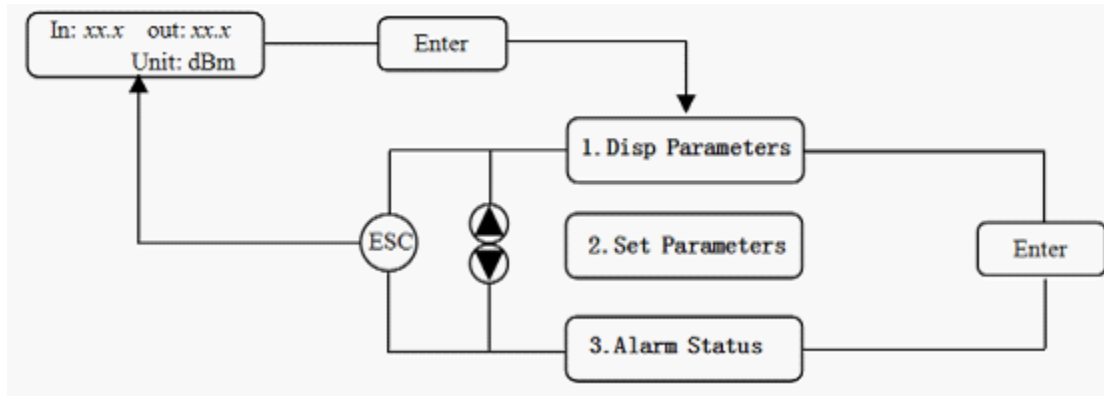 In: xx.x out: xx.x
Unit: dBm
Enter
1.Disp Parameters
ESC
2.Set Parameters
Enter
3.Alarm Status